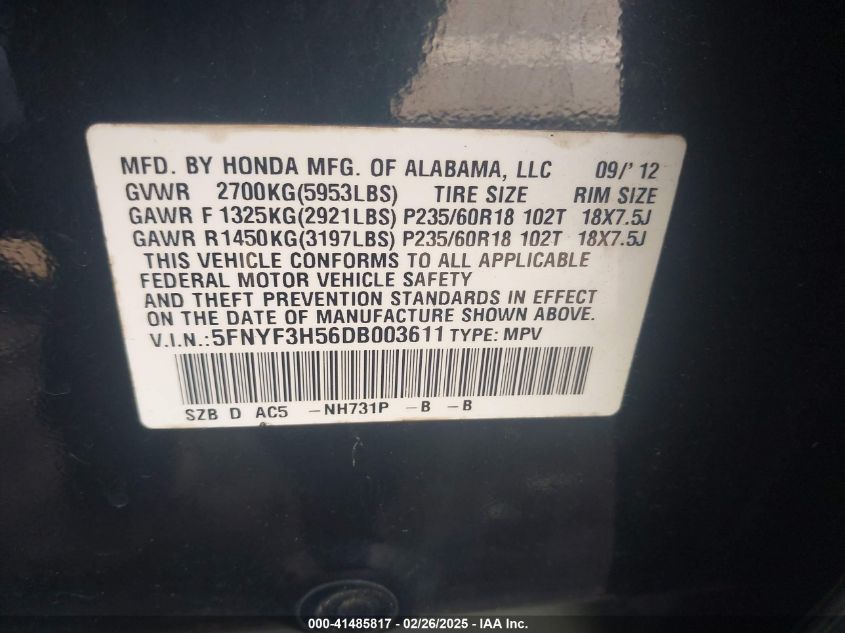 MFD. BY HONDA MFG. OF ALABAMA, LLC 09/' 12
GVWR 2700KG(5953LBS) TIRE SIZE RIM SIZE
GAWR F 1325KG(2921LBS) P235/60R18 102T 18X7.5J
GAWR R1450KG(3197LBS) P235/60R18 102T 18X7.5J
THIS VEHICLE CONFORMS TO ALL APPLICABLE
FEDERAL MOTOR VEHICLE SAFETY
AND THEFT PREVENTION STANDARDS IN EFFECT
ON THE DATE OF MANUFACTURE SHOWN ABOVE.
V.I.N.:5FNYF3H56DB003611 TYPE: MPV
SZB D AC5 -NH731P -B -B
000-41485817 - 02/26/2025 - IAA Inc.